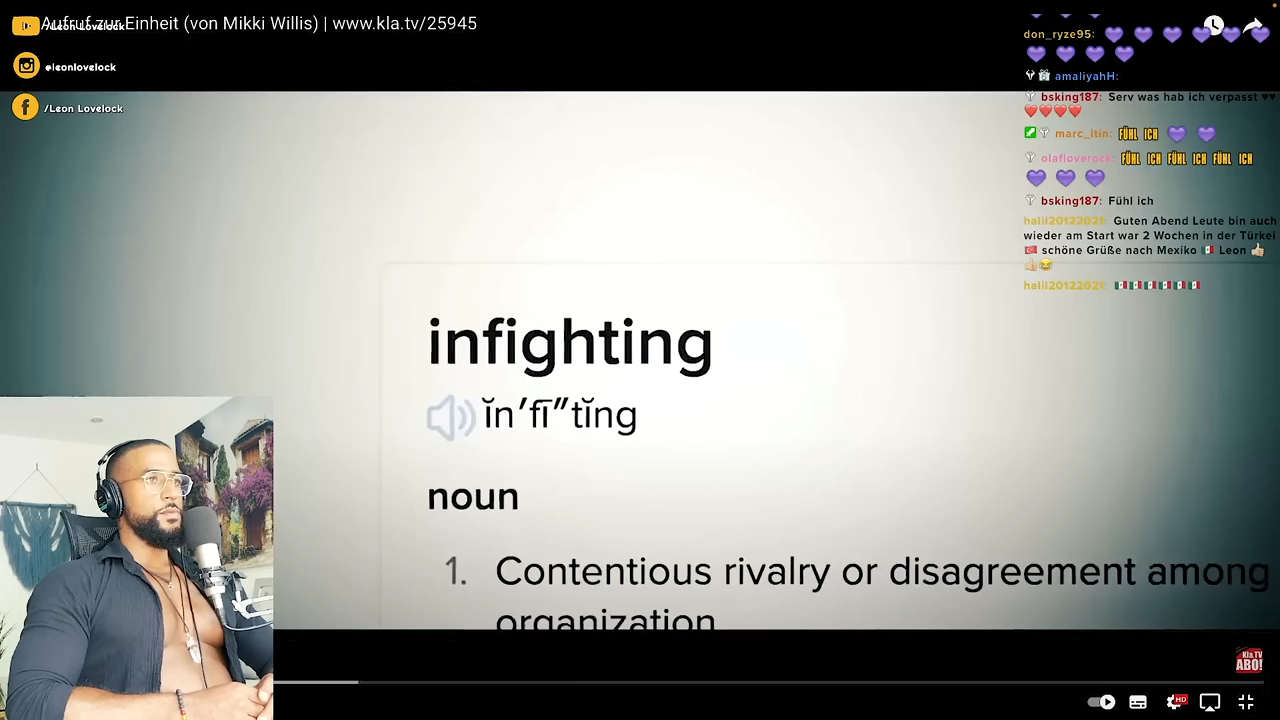 Aufruf zur Einheit (von Mikki Willis) | www.kla.tv/25945
/Leon Lovelock
@leonlovelock
/Leon Lovelock
don_ryze95: 💜 💜 💜 💜 💜 💜
💜 💜 💜 💜
amaliyahH:
bsking187: Serv was hab ich verpasst ♥♥
❤️❤️❤️❤️
marc_itin: FÜHL ICH 💜 💜
olafloverock: FÜHL ICH FÜHL ICH FÜHL ICH
💜 💜 💜
bsking187: Fühl ich
halil20122021: Guten Abend Leute bin auch
wieder am Start war 2 Wochen in der Türkei
🇹🇷 schöne Grüße nach Mexiko 🇲🇽 Leon 👍🏼
👍🏼😂
halil20122021: 🇲🇽🇲🇽🇲🇽🇲🇽🇲🇽🇲🇽
infighting
ĭn′fī″tĭng
noun
1. Contentious rivalry or disagreement among
organization
Kla.TV
ABO!
HD